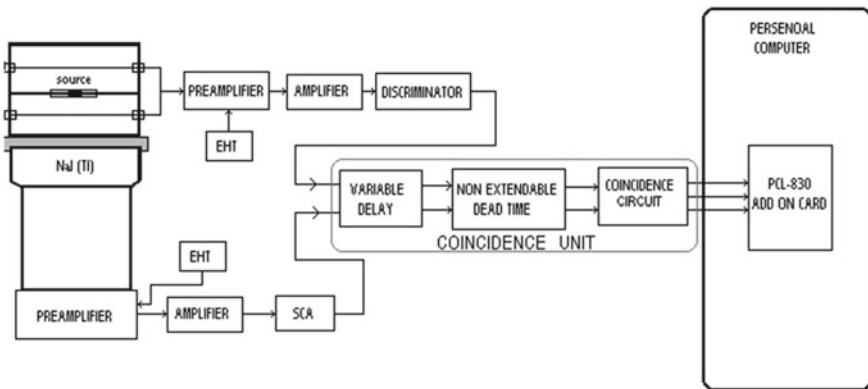 PERSENOAL
COMPUTER
source
PREAMPLIFIER
AMPLIFIER
DISCRIMINATOR
EHT
NaI (Tl)
VARIABLE
DELAY
NON EXTENDABLE
DEAD TIME
COINCIDENCE
CIRCUIT
PCL-830
ADD ON CARD
COINCIDENCE UNIT
EHT
PREAMPLIFIER
AMPLIFIER
SCA